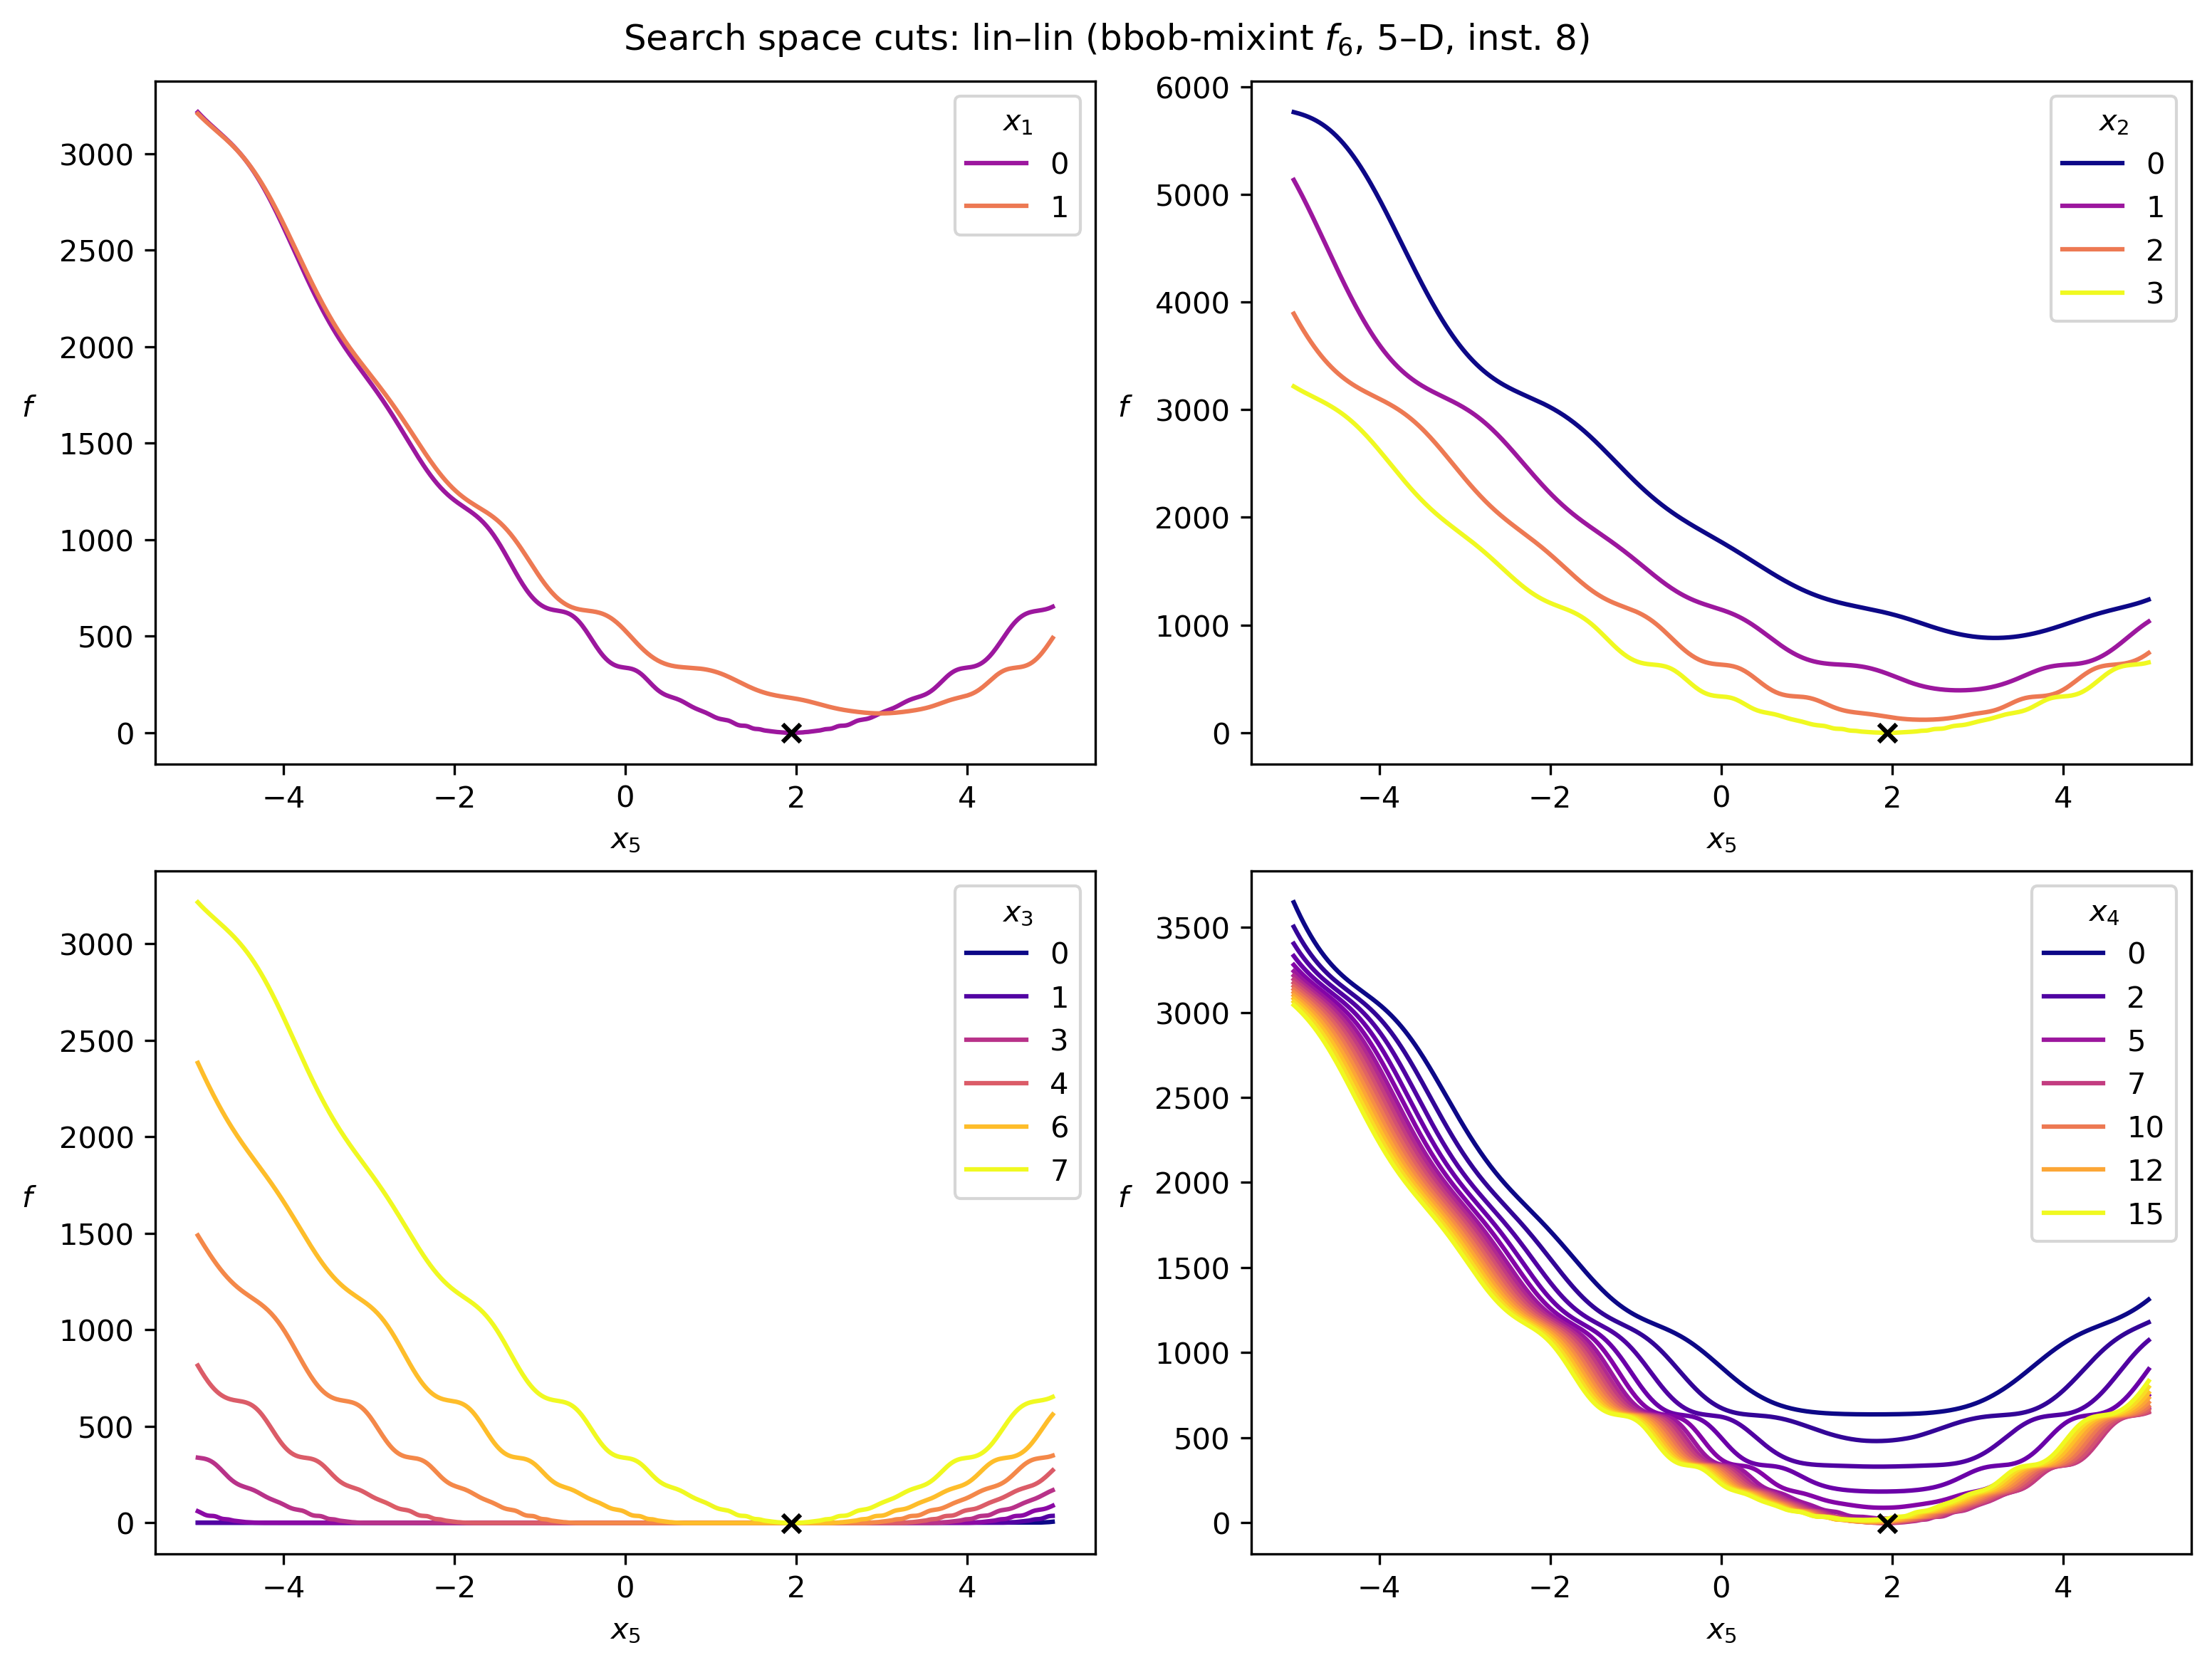 Search space cuts: lin–lin (bbob-mixint f₆, 5–D, inst. 8)
3000
2500
2000
1500
1000
500
0
f
x₁
0
1
−4 −2 0 2 4
x₅
6000
5000
4000
3000
2000
1000
0
f
x₂
0
1
2
3
−4 −2 0 2 4
x₅
3000
2500
2000
1500
1000
500
0
f
x₃
0
1
3
4
6
7
−4 −2 0 2 4
x₅
3500
3000
2500
2000
1500
1000
500
0
f
x₄
0
2
5
7
10
12
15
−4 −2 0 2 4
x₅